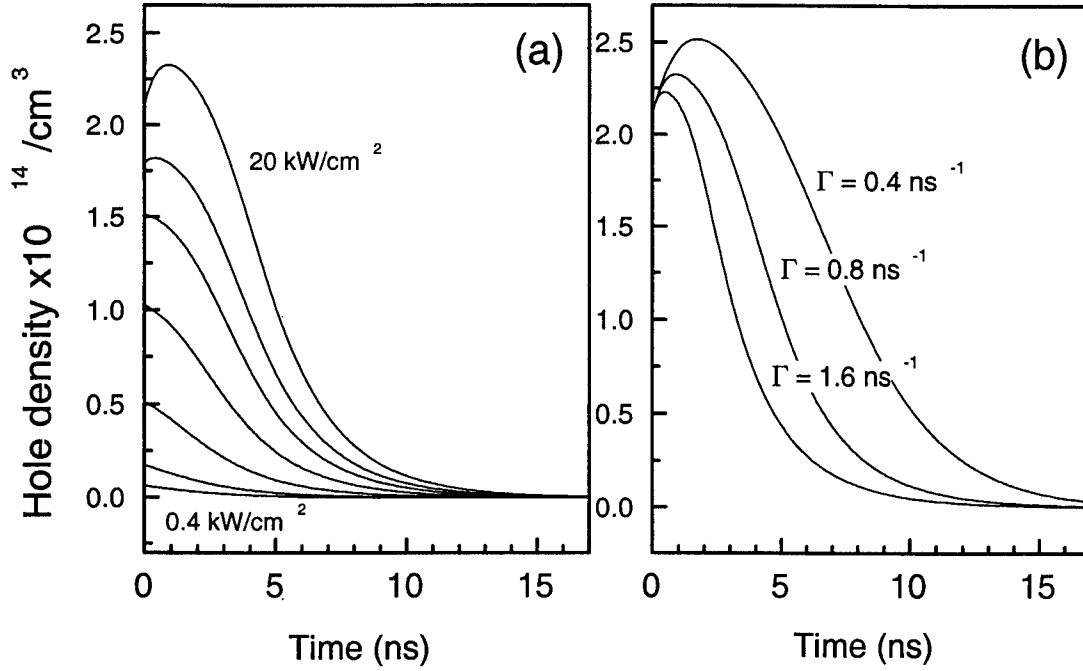 Hole density x10 14 /cm 3
2.5
2.0
1.5
1.0
0.5
0.0
(a)
20 kW/cm 2
0.4 kW/cm 2
0 5 10 15
Time (ns)
2.5
2.0
1.5
1.0
0.5
0.0
(b)
Γ = 0.4 ns -1
Γ = 0.8 ns -1
Γ = 1.6 ns -1
0 5 10 15
Time (ns)